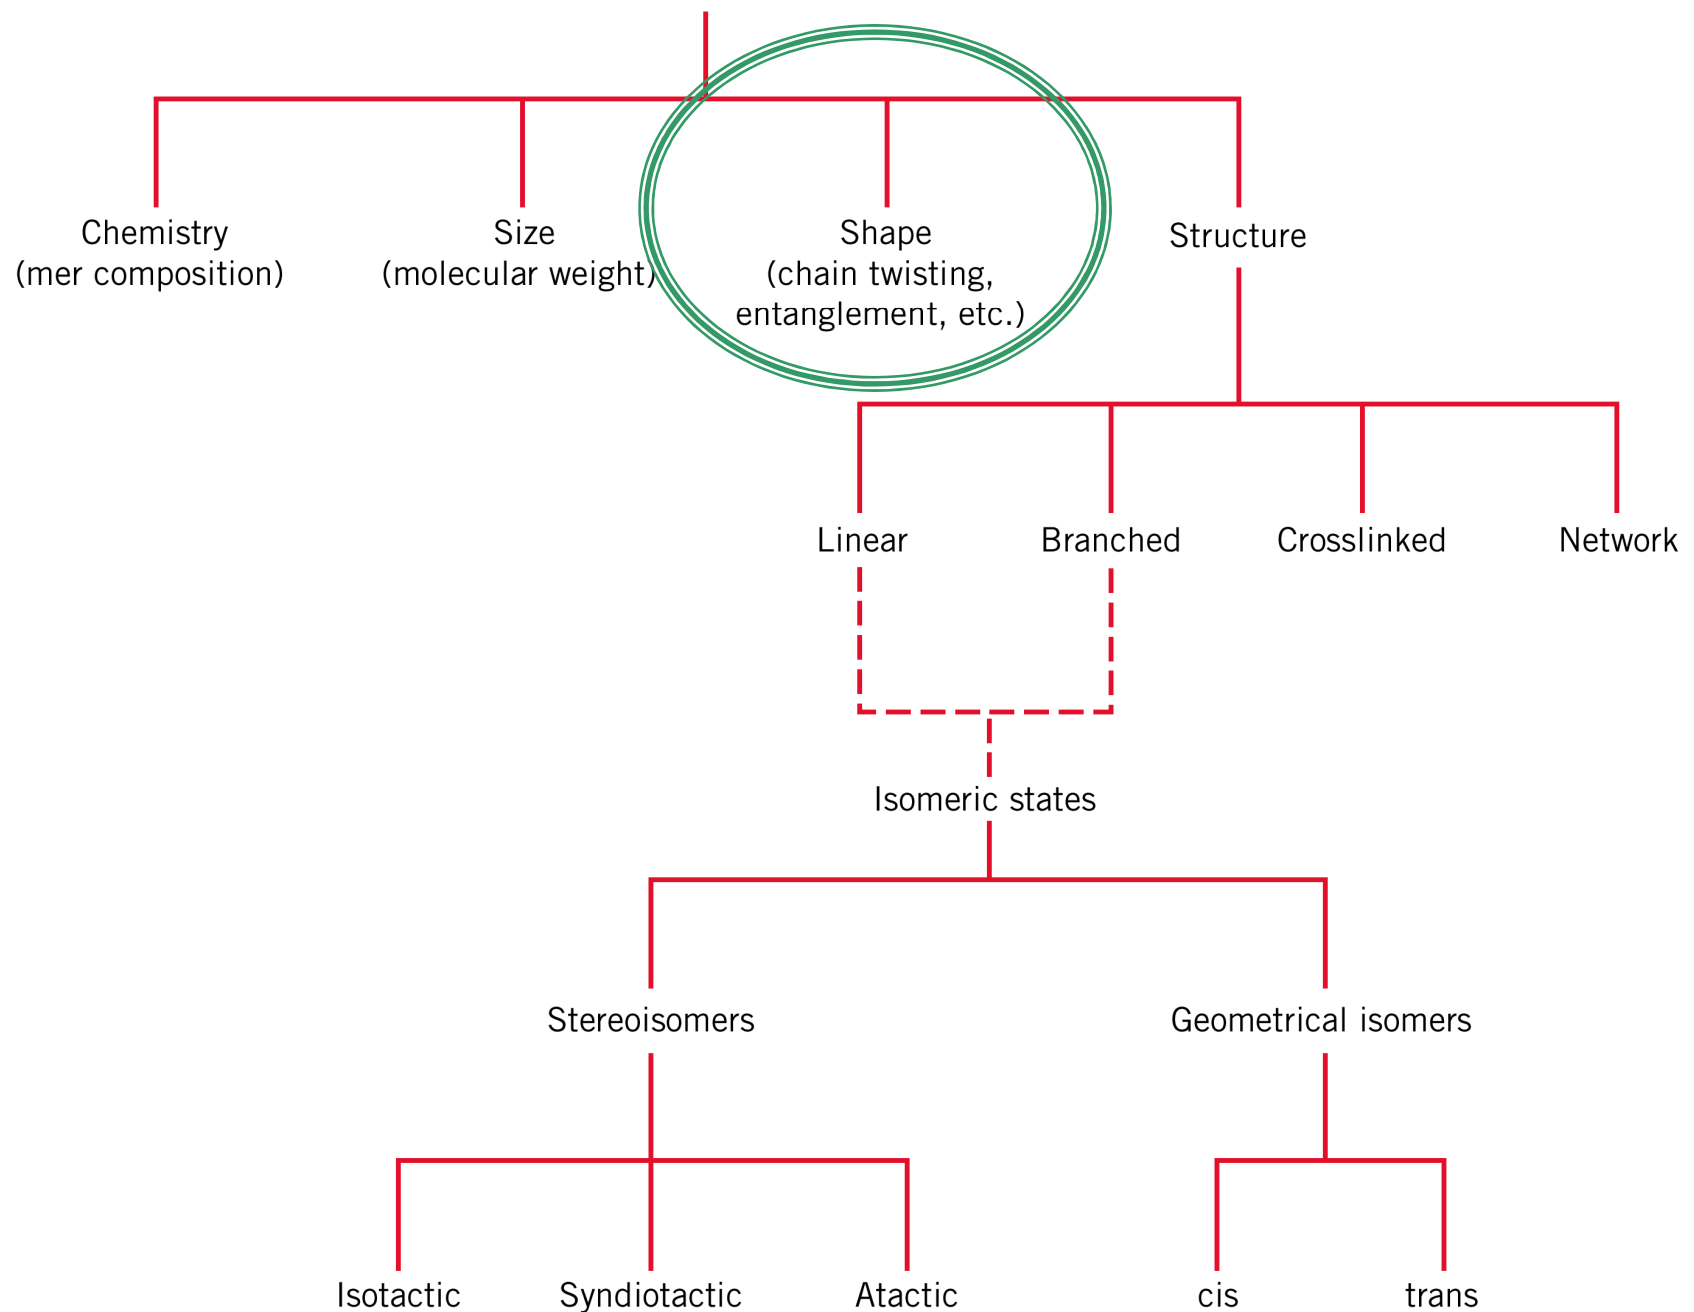 Chemistry
(mer composition)
Size
(molecular weight)
Shape
(chain twisting,
entanglement, etc.)
Structure
Linear
Branched
Crosslinked
Network
Isomeric states
Stereoisomers
Geometrical isomers
Isotactic
Syndiotactic
Atactic
cis
trans